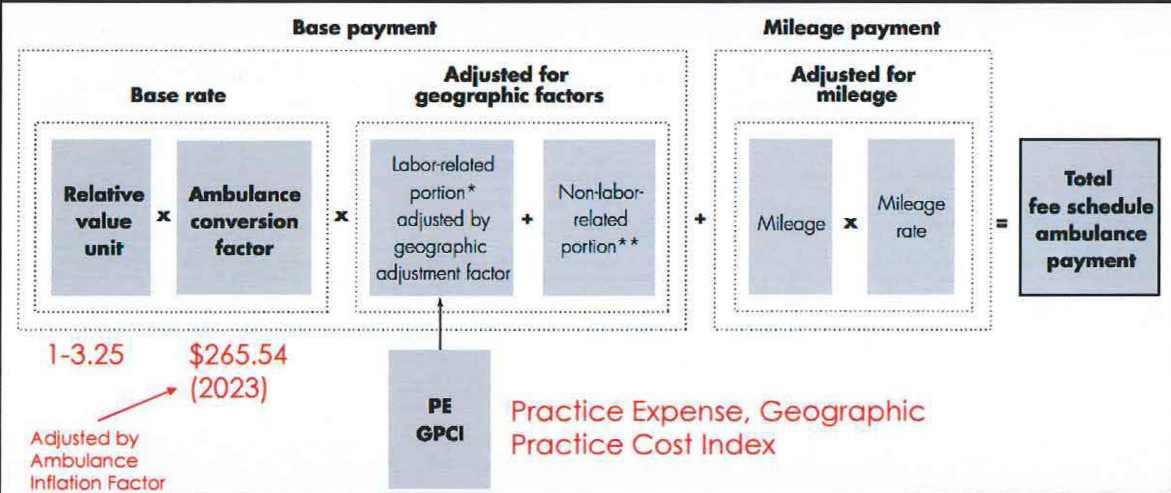 Base payment
Mileage payment
Base rate
Adjusted for
geographic factors
Adjusted for
mileage
Relative
value
unit
x
Ambulance
conversion
factor
x
Labor-related
portion*
adjusted by
geographic
adjustment factor
+
Non-labor-
related
portion**
+
Mileage
x
Mileage
rate
=
Total
fee schedule
ambulance
payment
1-3.25
$265.54
(2023)
Adjusted by
Ambulance
Inflation Factor
PE
GPCI
Practice Expense, Geographic
Practice Cost Index